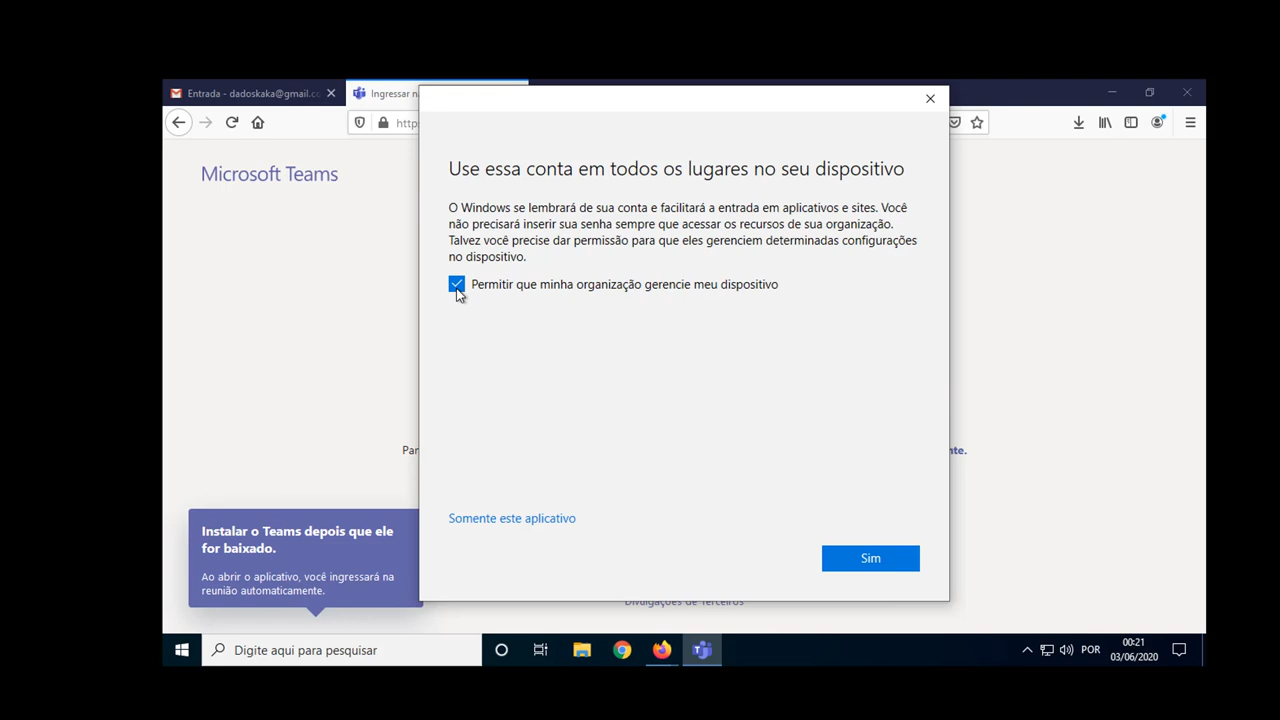 Entrada - dadoskaka@gmail.c
Ingressar n
http
Microsoft Teams
Use essa conta em todos os lugares no seu dispositivo
O Windows se lembrará de sua conta e facilitará a entrada em aplicativos e sites. Você
não precisará inserir sua senha sempre que acessar os recursos de sua organização.
Talvez você precise dar permissão para que eles gerenciem determinadas configurações
no dispositivo.
Permitir que minha organização gerencie meu dispositivo
Par
nte.
Somente este aplicativo
Instalar o Teams depois que ele
for baixado.
Sim
Ao abrir o aplicativo, você ingressará na
reunião automaticamente.
Divulgações de Terceiros
Digite aqui para pesquisar
POR
00:21
03/06/2020